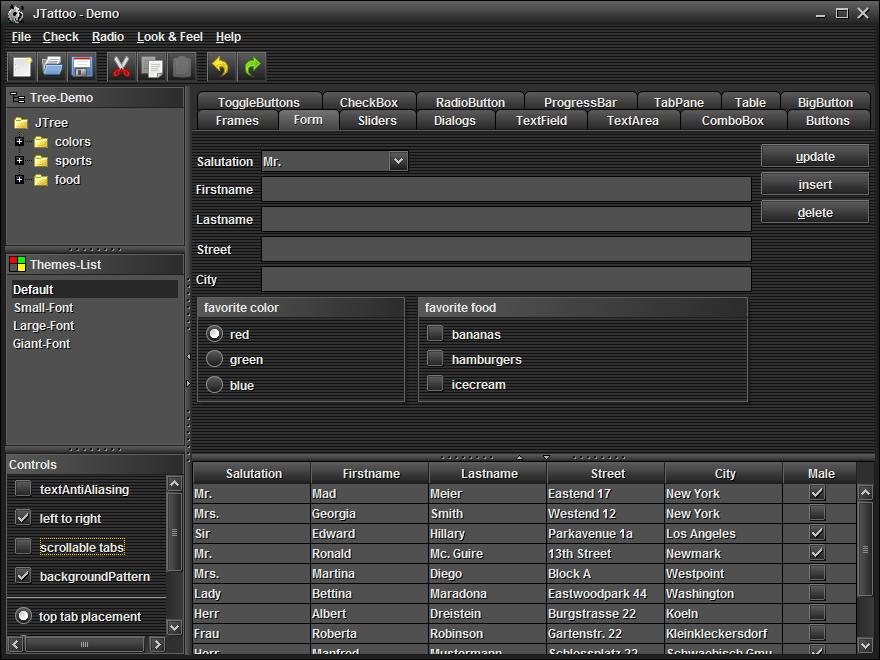 JTattoo - Demo
File Check Radio Look & Feel Help
Tree-Demo
JTree
colors
sports
food
Themes-List
Default
Small-Font
Large-Font
Giant-Font
Controls
textAntiAliasing
left to right
scrollable tabs
backgroundPattern
top tab placement
ToggleButtons CheckBox RadioButton ProgressBar TabPane Table BigButton
Frames Form Sliders Dialogs TextField TextArea ComboBox Buttons
Salutation Mr.
Firstname
Lastname
Street
City
update
insert
delete
favorite color
red
green
blue
favorite food
bananas
hamburgers
icecream
Salutation Firstname Lastname Street City Male
Mr. Mad Meier Eastend 17 New York
Mrs. Georgia Smith Westend 12 New York
Sir Edward Hillary Parkavenue 1a Los Angeles
Mr. Ronald Mc. Guire 13th Street Newmark
Mrs. Martina Diego Block A Westpoint
Lady Bettina Maradona Eastwoodpark 44 Washington
Herr Albert Dreistein Burgstrasse 22 Koeln
Frau Roberta Robinson Gartenstr. 22 Kleinkleckersdorf
Herr Manfred Mustermann Schlossplatz 22 Schwaebisch Gmu